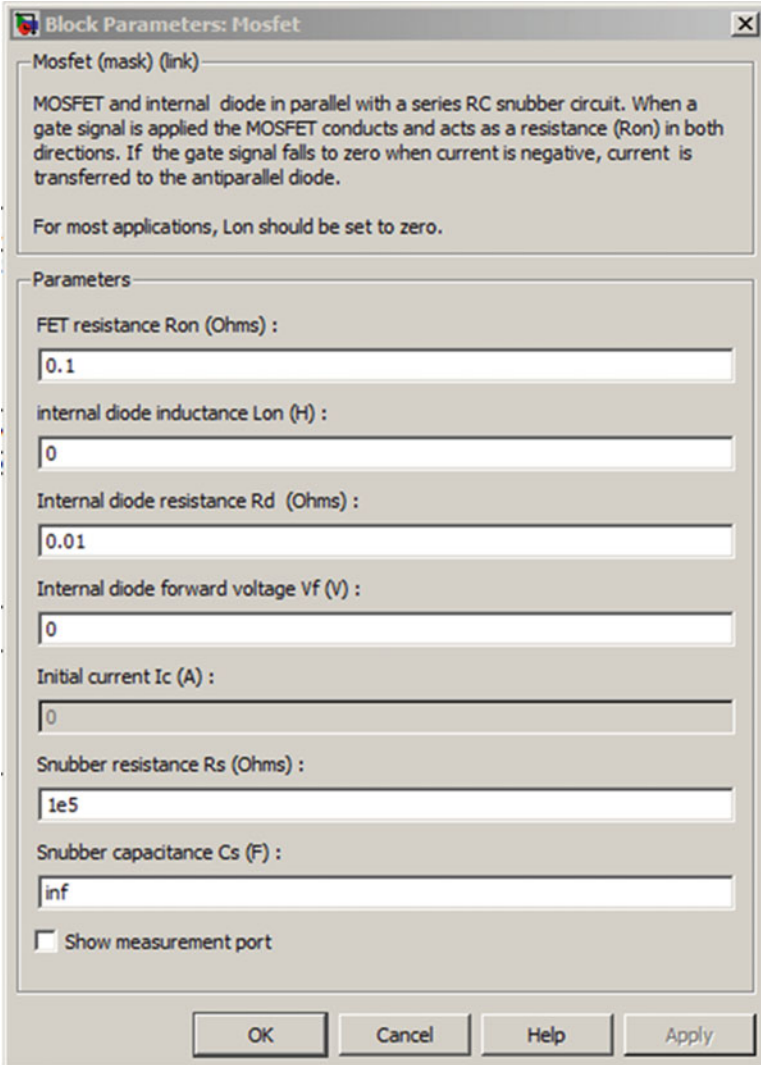 Block Parameters: Mosfet
Mosfet (mask) (link)
MOSFET and internal diode in parallel with a series RC snubber circuit. When a
gate signal is applied the MOSFET conducts and acts as a resistance (Ron) in both
directions. If the gate signal falls to zero when current is negative, current is
transferred to the antiparallel diode.
For most applications, Lon should be set to zero.
Parameters
FET resistance Ron (Ohms) :
0.1
internal diode inductance Lon (H) :
0
Internal diode resistance Rd (Ohms) :
0.01
Internal diode forward voltage Vf (V) :
0
Initial current Ic (A) :
0
Snubber resistance Rs (Ohms) :
1e5
Snubber capacitance Cs (F) :
inf
Show measurement port
OK Cancel Help Apply